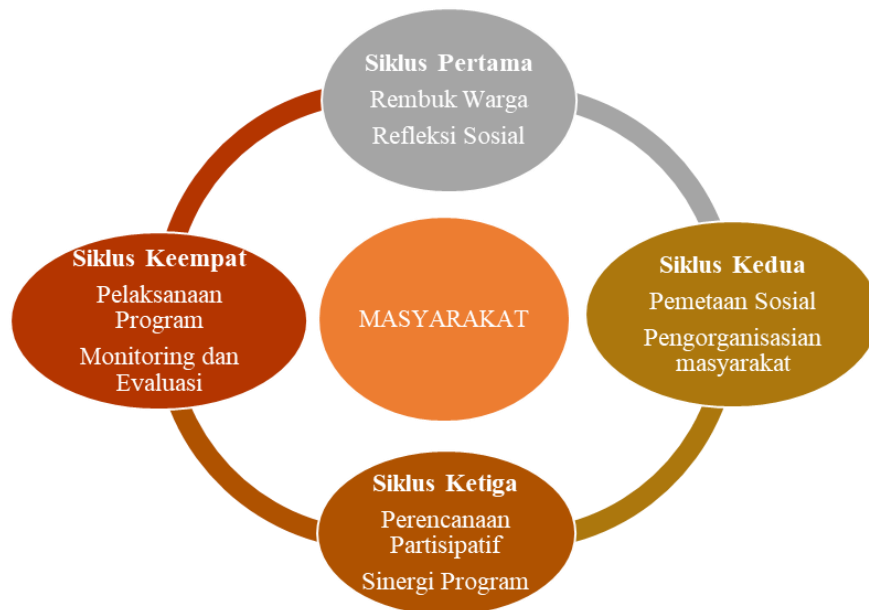 Siklus Pertama
Rembuk Warga
Refleksi Sosial
Siklus Keempat
Pelaksanaan
Program
Monitoring dan
Evaluasi
MASYARAKAT
Siklus Kedua
Pemetaan Sosial
Pengorganisasian
masyarakat
Siklus Ketiga
Perencanaan
Partisipatif
Sinergi Program